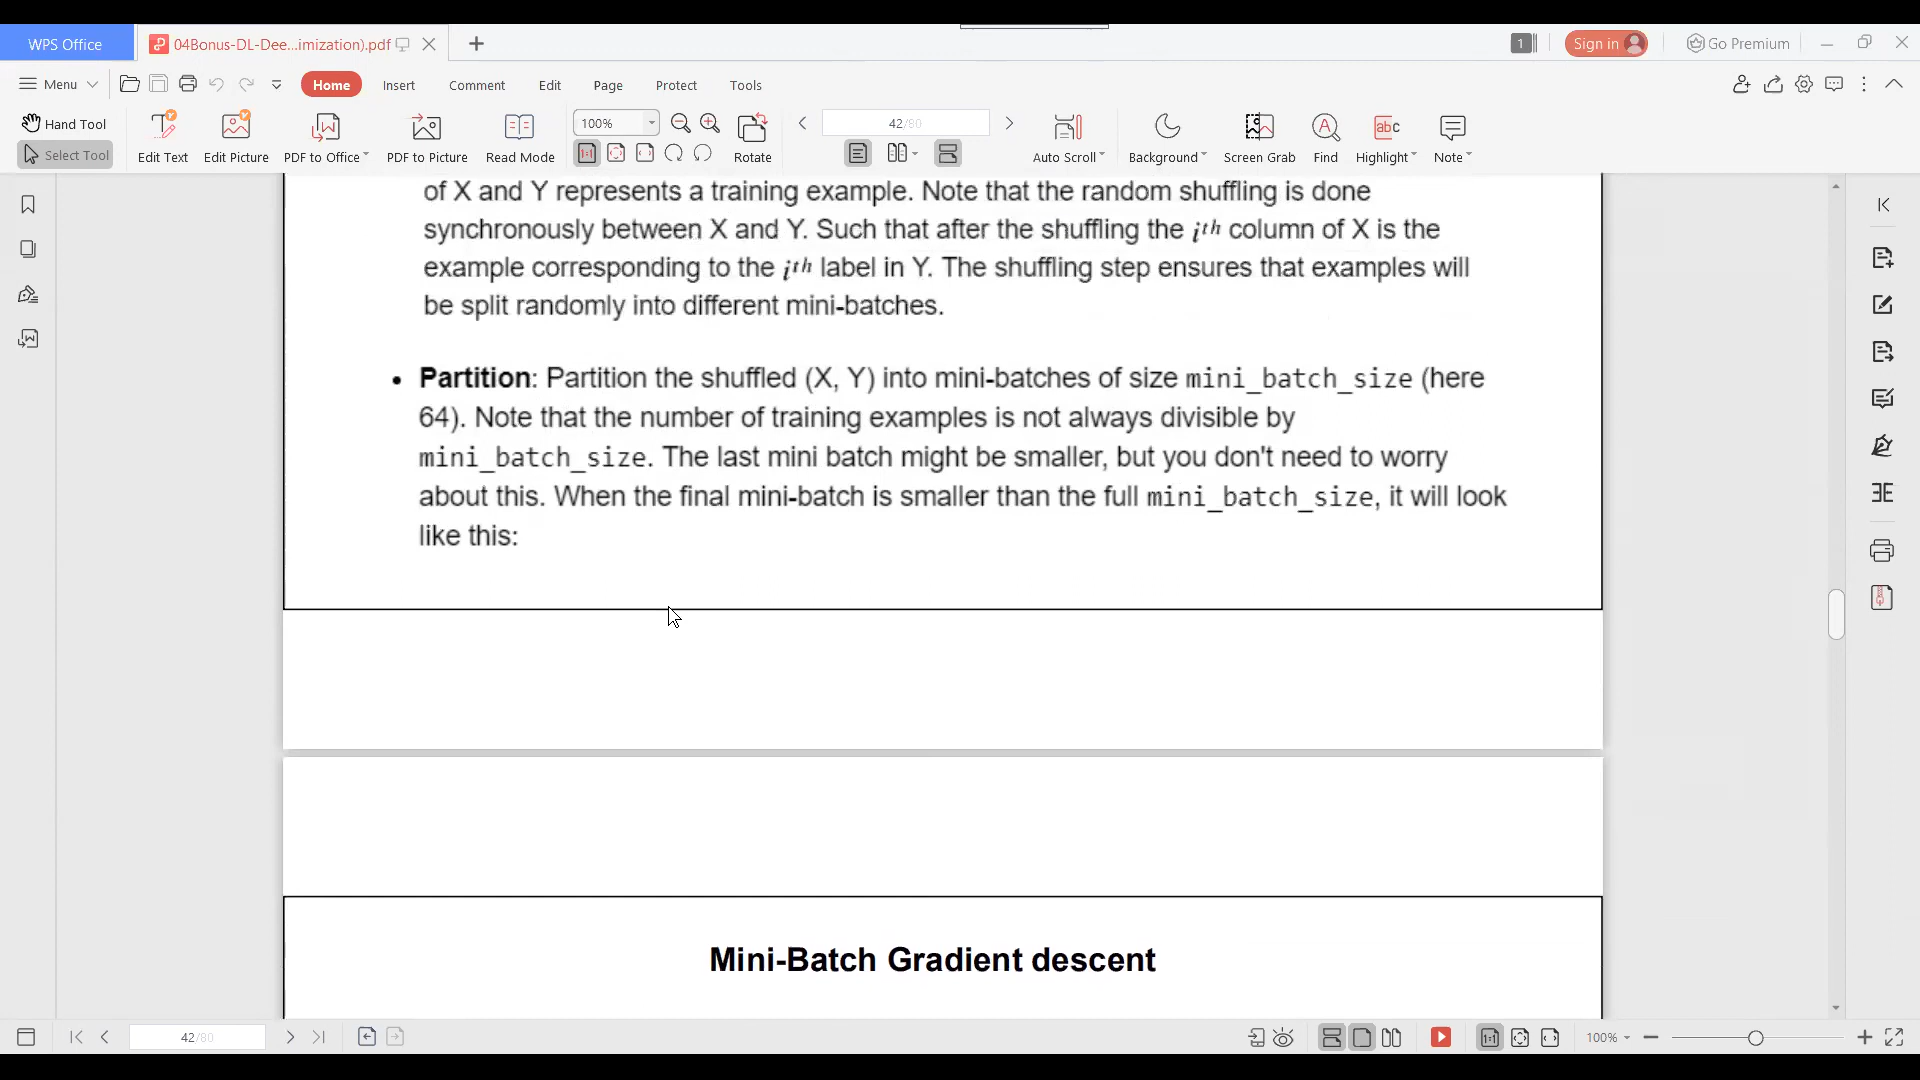 WPS Office
04Bonus-DL-Dee...imization).pdf
1
Sign in
Go Premium
Menu
Home
Insert
Comment
Edit
Page
Protect
Tools
Hand Tool
Select Tool
Edit Text
Edit Picture
PDF to Office
PDF to Picture
Read Mode
100%
Rotate
42/80
Auto Scroll
Background
Screen Grab
Find
Highlight
Note
of X and Y represents a training example. Note that the random shuffling is done
synchronously between X and Y. Such that after the shuffling the iᵗʰ column of X is the
example corresponding to the iᵗʰ label in Y. The shuffling step ensures that examples will
be split randomly into different mini-batches.
• Partition: Partition the shuffled (X, Y) into mini-batches of size mini_batch_size (here
64). Note that the number of training examples is not always divisible by
mini_batch_size. The last mini batch might be smaller, but you don't need to worry
about this. When the final mini-batch is smaller than the full mini_batch_size, it will look
like this:
Mini-Batch Gradient descent
42/80
100%